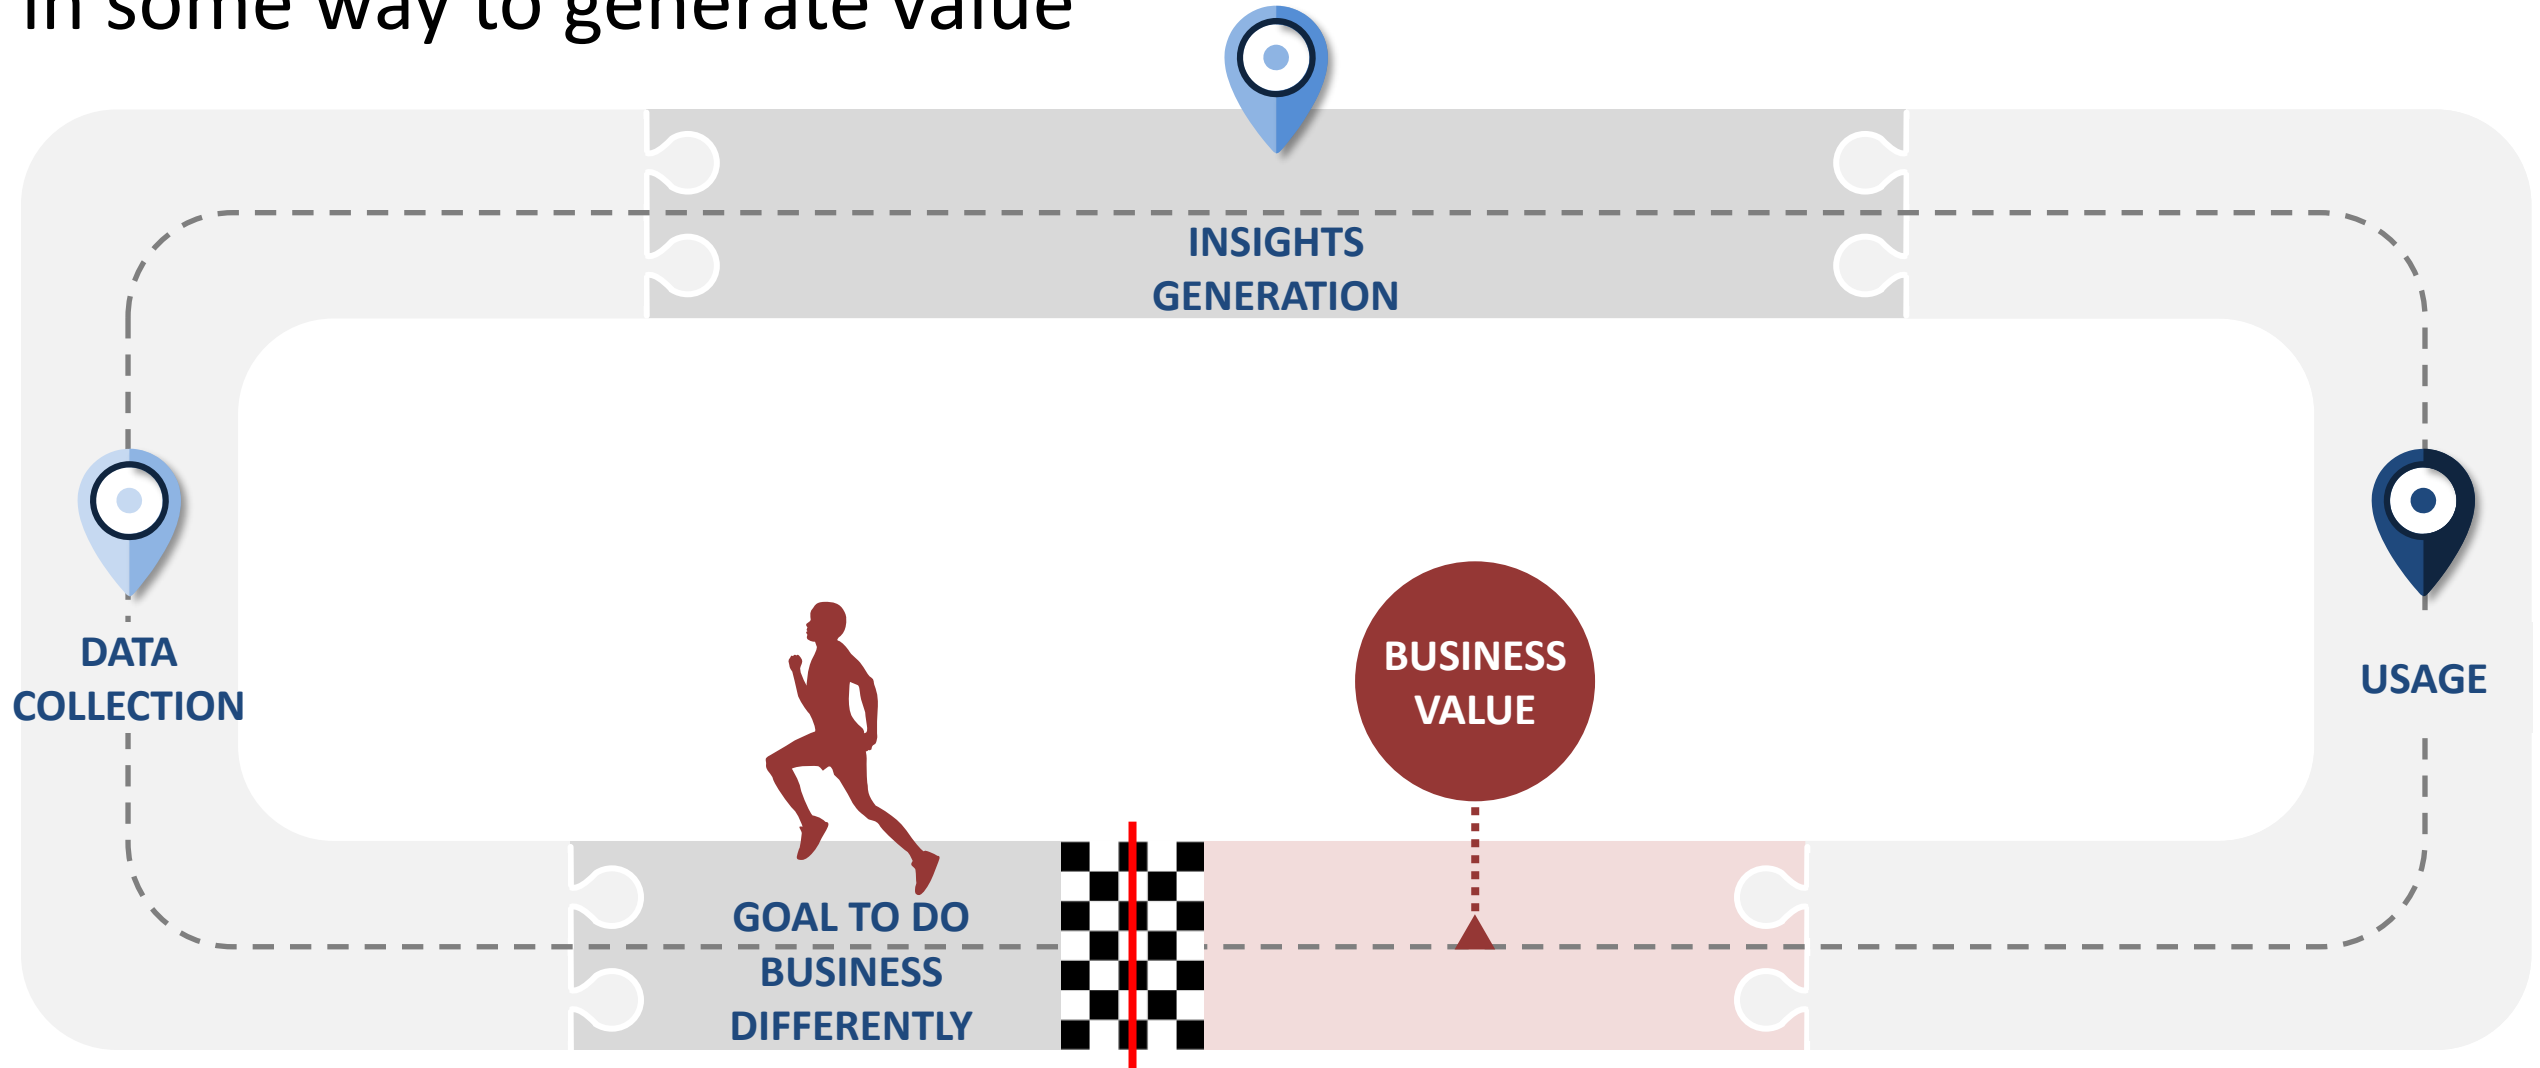 in some way to generate value
INSIGHTS
GENERATION
DATA
COLLECTION
BUSINESS
VALUE
USAGE
GOAL TO DO
BUSINESS
DIFFERENTLY